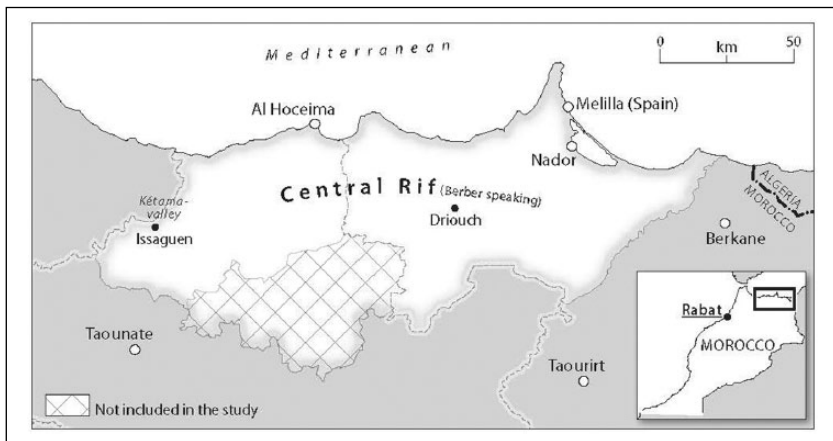 Mediterranean
0 50
km
Al Hoceima
Melilla (Spain)
Nador
Central Rif (Berber speaking)
Driouch
Kétama-
valley
Issaguen
ALGERIA
MOROCCO
Berkane
Taounate
Taourirt
Rabat
MOROCCO
Not included in the study